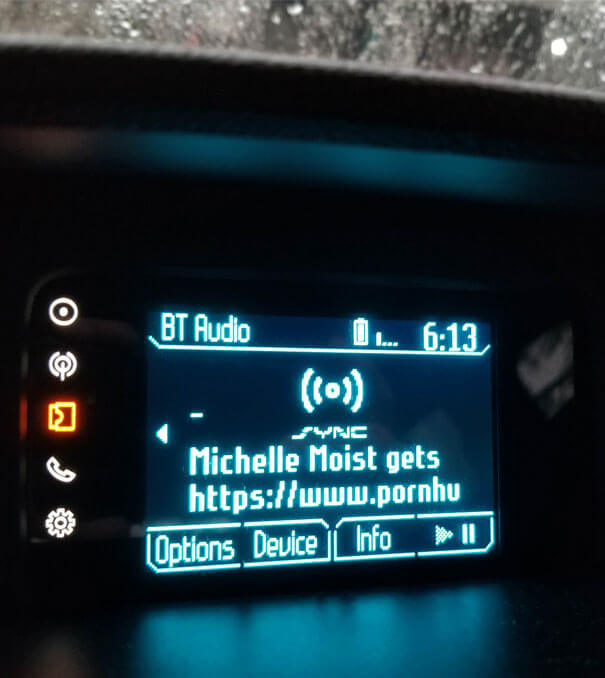 BT Audio 6:13
SYNC
Michelle Moist gets
https://www.pornhu
Options Device Info